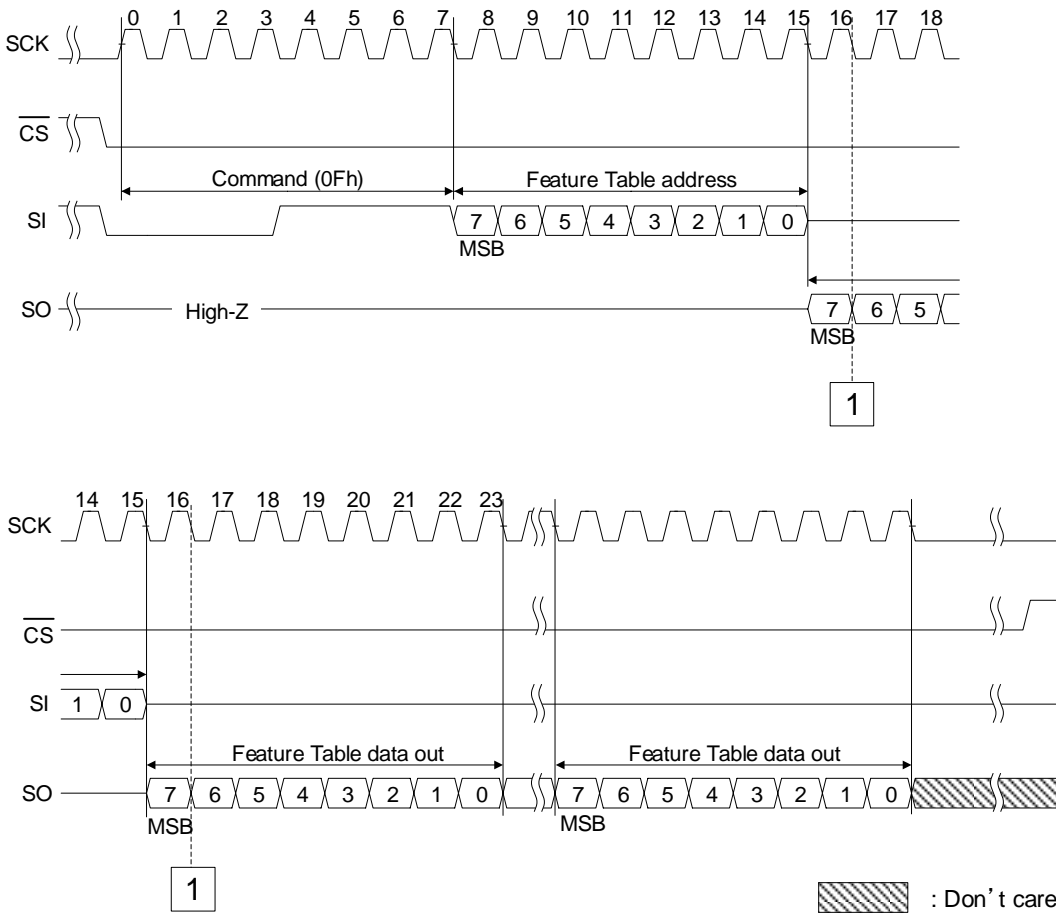 0 1 2 3 4 5 6 7 8 9 10 11 12 13 14 15 16 17 18
SCK
CS
Command (0Fh) Feature Table address
SI 7 6 5 4 3 2 1 0
MSB
SO High-Z 7 6 5
MSB
1
14 15 16 17 18 19 20 21 22 23
SCK
CS
SI 1 0
Feature Table data out Feature Table data out
SO 7 6 5 4 3 2 1 0 7 6 5 4 3 2 1 0
MSB MSB
1
: Don't care